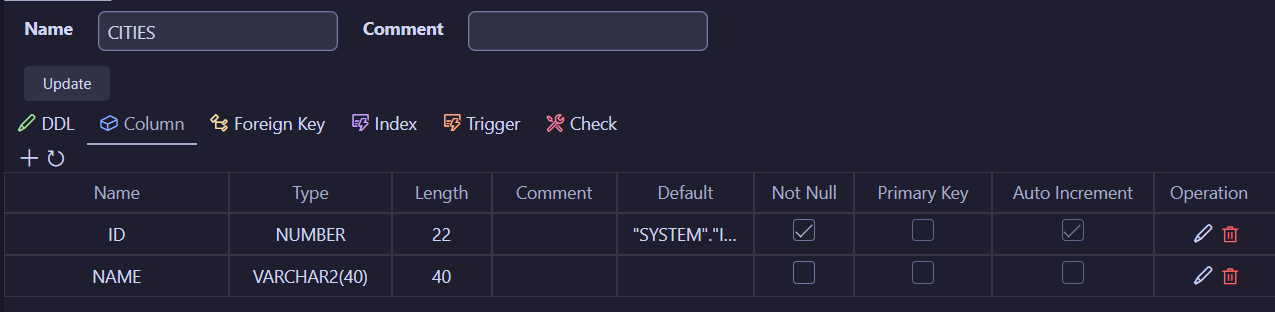 Name CITIES Comment
Update
DDL Column Foreign Key Index Trigger Check
Name Type Length Comment Default Not Null Primary Key Auto Increment Operation
ID NUMBER 22 "SYSTEM"."I...
NAME VARCHAR2(40) 40